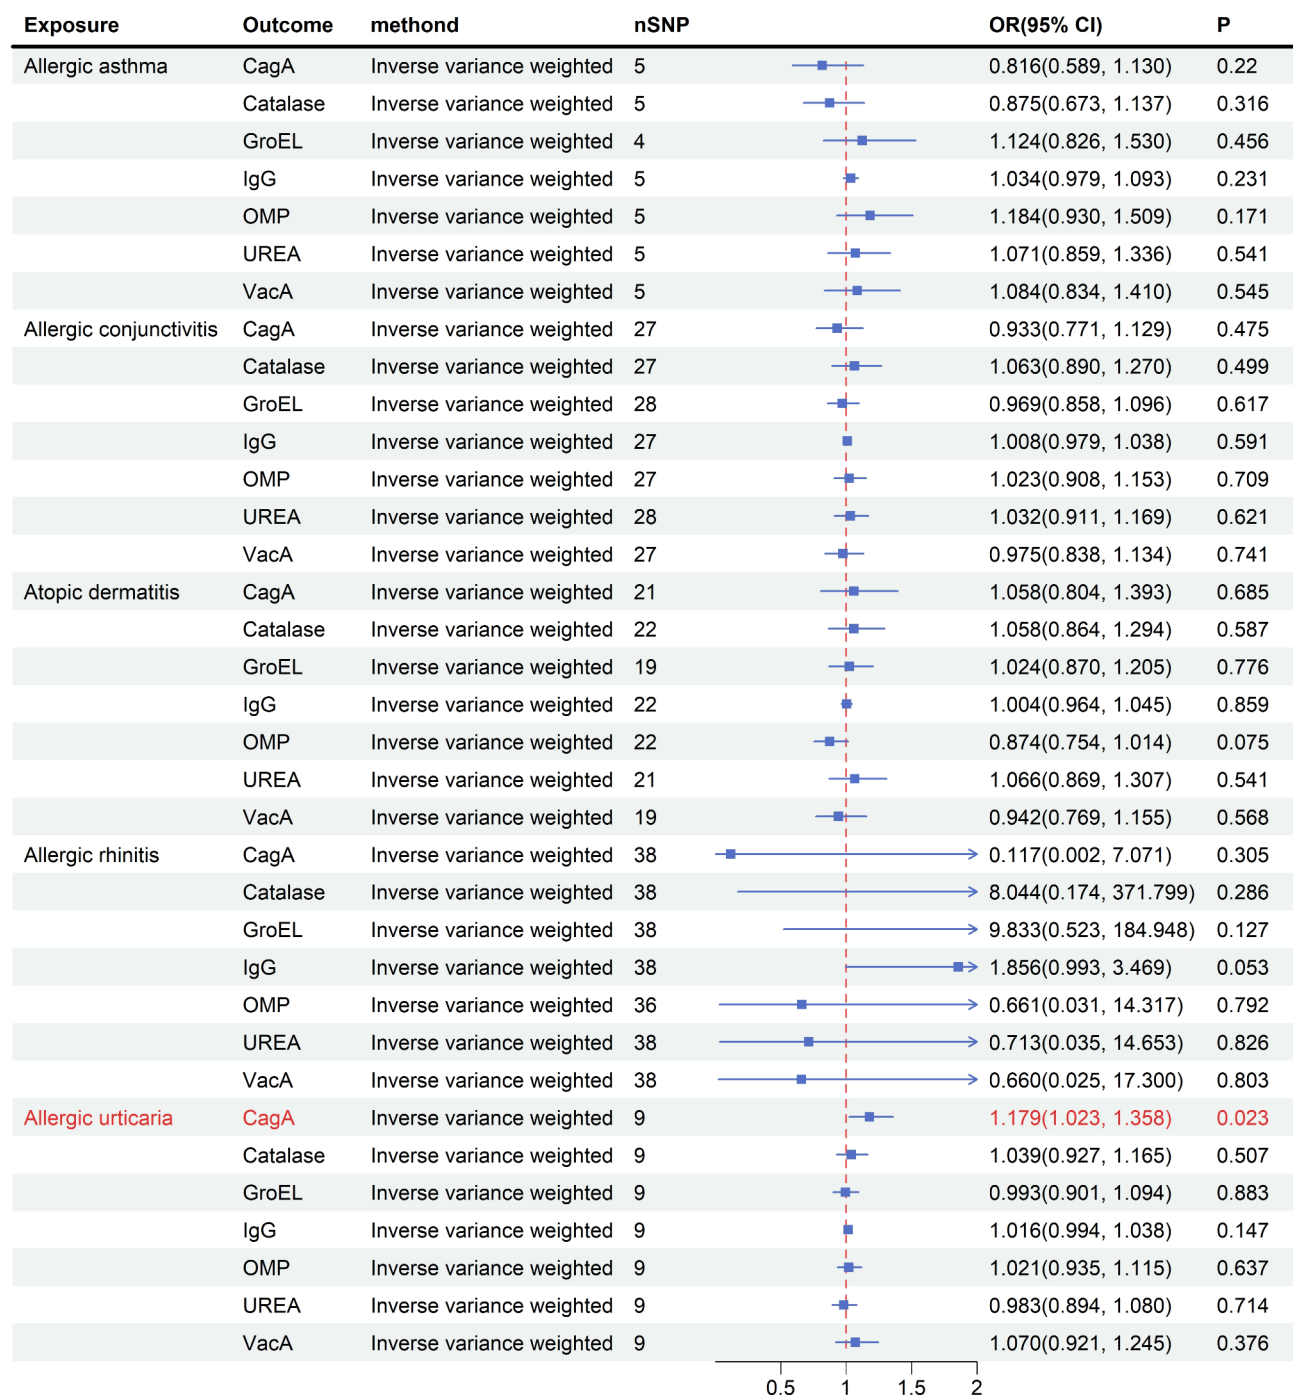 Exposure Outcome methond nSNP OR(95% CI) P
Allergic asthma CagA Inverse variance weighted 5 0.816(0.589, 1.130) 0.22
Catalase Inverse variance weighted 5 0.875(0.673, 1.137) 0.316
GroEL Inverse variance weighted 4 1.124(0.826, 1.530) 0.456
IgG Inverse variance weighted 5 1.034(0.979, 1.093) 0.231
OMP Inverse variance weighted 5 1.184(0.930, 1.509) 0.171
UREA Inverse variance weighted 5 1.071(0.859, 1.336) 0.541
VacA Inverse variance weighted 5 1.084(0.834, 1.410) 0.545
Allergic conjunctivitis CagA Inverse variance weighted 27 0.933(0.771, 1.129) 0.475
Catalase Inverse variance weighted 27 1.063(0.890, 1.270) 0.499
GroEL Inverse variance weighted 28 0.969(0.858, 1.096) 0.617
IgG Inverse variance weighted 27 1.008(0.979, 1.038) 0.591
OMP Inverse variance weighted 27 1.023(0.908, 1.153) 0.709
UREA Inverse variance weighted 28 1.032(0.911, 1.169) 0.621
VacA Inverse variance weighted 27 0.975(0.838, 1.134) 0.741
Atopic dermatitis CagA Inverse variance weighted 21 1.058(0.804, 1.393) 0.685
Catalase Inverse variance weighted 22 1.058(0.864, 1.294) 0.587
GroEL Inverse variance weighted 19 1.024(0.870, 1.205) 0.776
IgG Inverse variance weighted 22 1.004(0.964, 1.045) 0.859
OMP Inverse variance weighted 22 0.874(0.754, 1.014) 0.075
UREA Inverse variance weighted 21 1.066(0.869, 1.307) 0.541
VacA Inverse variance weighted 19 0.942(0.769, 1.155) 0.568
Allergic rhinitis CagA Inverse variance weighted 38 0.117(0.002, 7.071) 0.305
Catalase Inverse variance weighted 38 8.044(0.174, 371.799) 0.286
GroEL Inverse variance weighted 38 9.833(0.523, 184.948) 0.127
IgG Inverse variance weighted 38 1.856(0.993, 3.469) 0.053
OMP Inverse variance weighted 36 0.661(0.031, 14.317) 0.792
UREA Inverse variance weighted 38 0.713(0.035, 14.653) 0.826
VacA Inverse variance weighted 38 0.660(0.025, 17.300) 0.803
Allergic urticaria CagA Inverse variance weighted 9 1.179(1.023, 1.358) 0.023
Catalase Inverse variance weighted 9 1.039(0.927, 1.165) 0.507
GroEL Inverse variance weighted 9 0.993(0.901, 1.094) 0.883
IgG Inverse variance weighted 9 1.016(0.994, 1.038) 0.147
OMP Inverse variance weighted 9 1.021(0.935, 1.115) 0.637
UREA Inverse variance weighted 9 0.983(0.894, 1.080) 0.714
VacA Inverse variance weighted 9 1.070(0.921, 1.245) 0.376
0.5 1 1.5 2